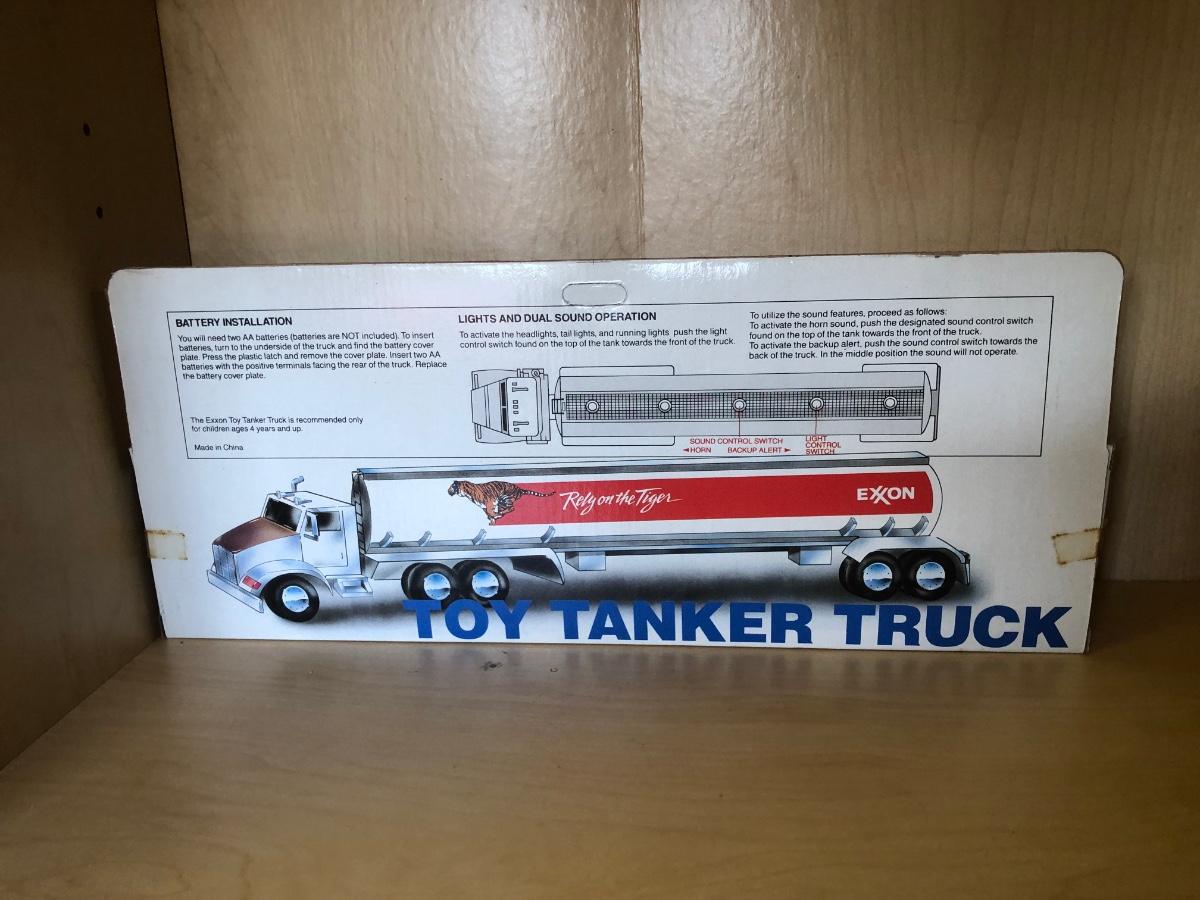 BATTERY INSTALLATION
You will need two AA batteries (batteries are NOT included). To insert
batteries, turn to the underside of the truck and find the battery cover
plate. Press the plastic latch and remove the cover plate. Insert two AA
batteries with the positive terminals facing the rear of the truck. Replace
the battery cover plate.
The Exxon Toy Tanker Truck is recommended only
for children ages 4 years and up.
Made in China
LIGHTS AND DUAL SOUND OPERATION
To activate the headlights, tail lights, and running lights push the light
control switch found on the top of the tank towards the front of the truck.
To utilize the sound features, proceed as follows:
To activate the horn sound, push the designated sound control switch
found on the top of the tank towards the front of the truck.
To activate the backup alert, push the sound control switch towards the
back of the truck. In the middle position the sound will not operate.
SOUND CONTROL SWITCH
◄HORN BACKUP ALERT ►
LIGHT
CONTROL
SWITCH
Rely on the Tiger
EXXON
TOY TANKER TRUCK